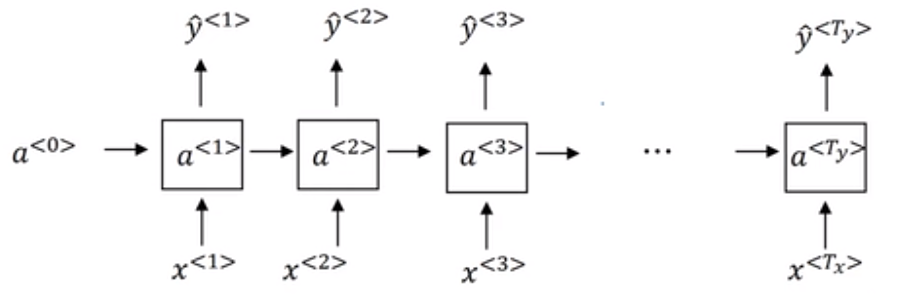 ŷ<1> ŷ<2> ŷ<3> ŷ<Ty>
a<0> a<1> a<2> a<3> ... a<Ty>
x<1> x<2> x<3> x<Tx>